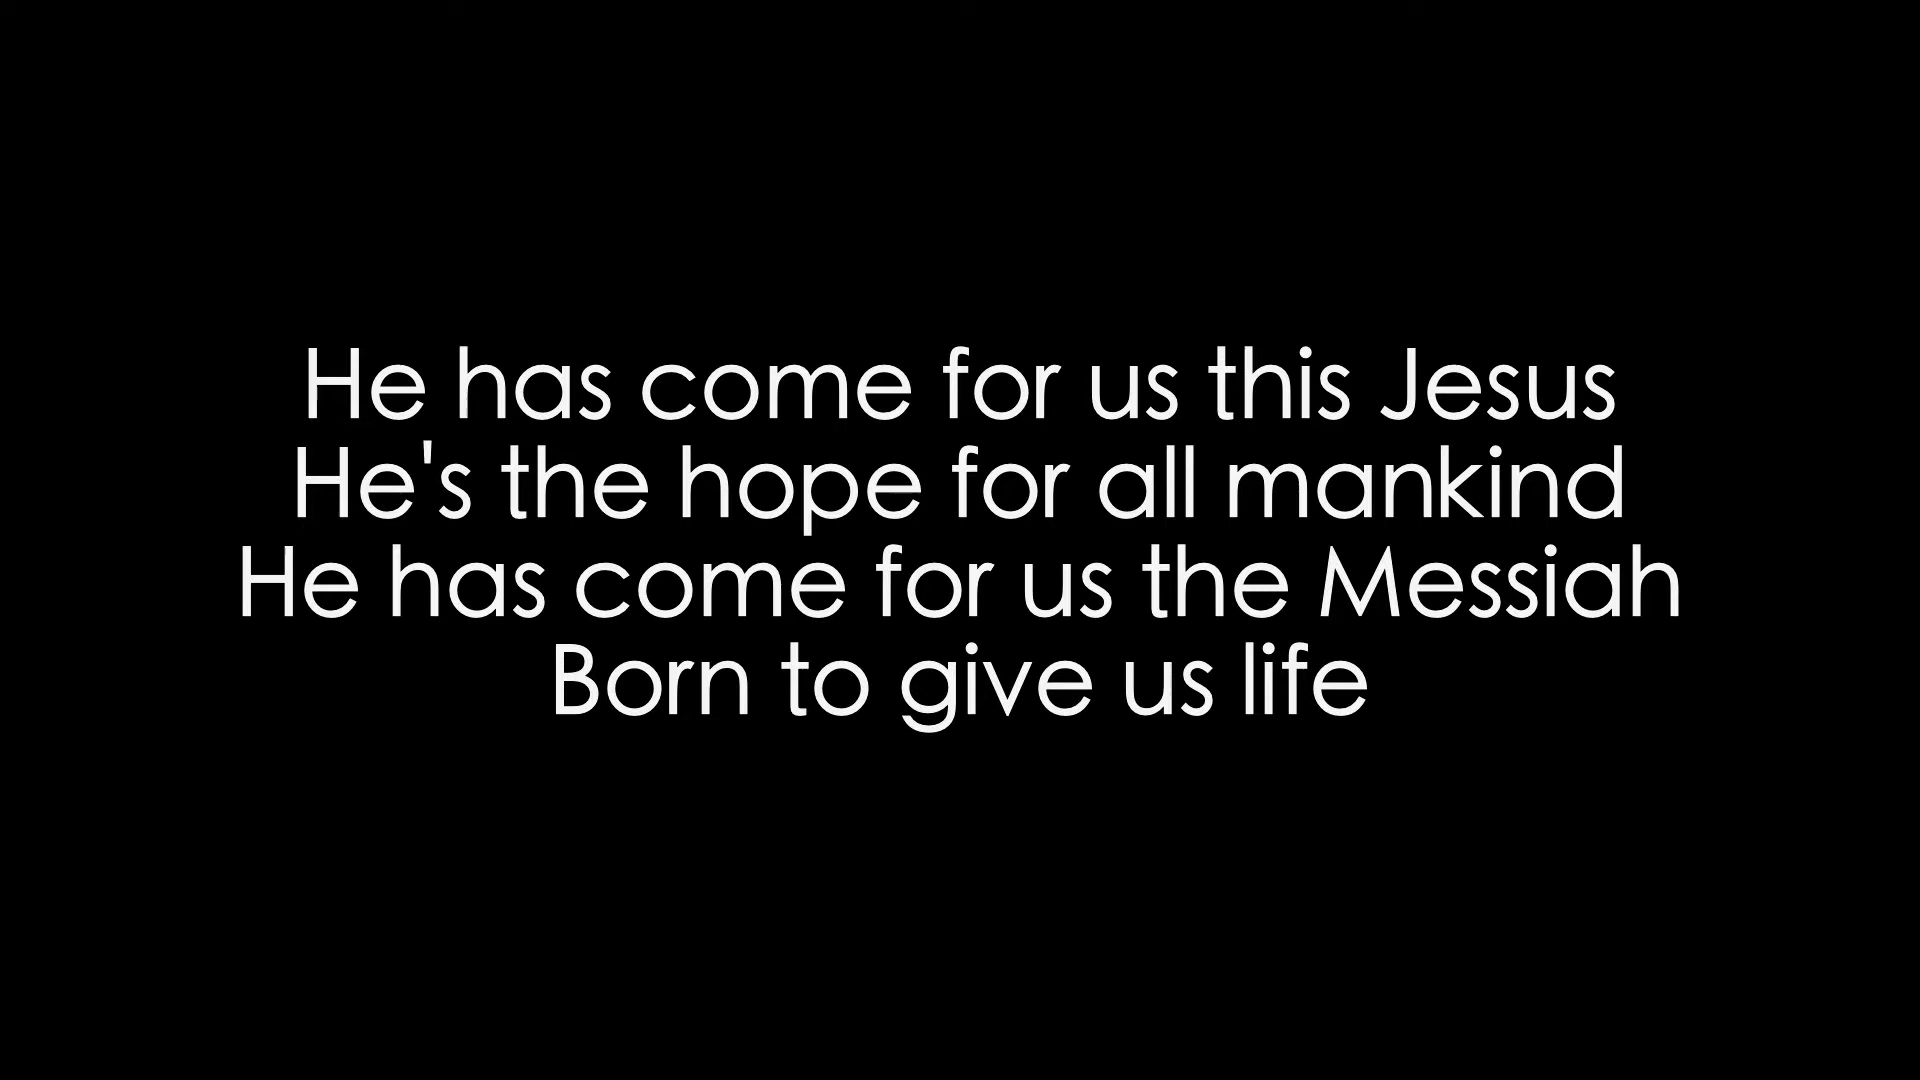 He has come for us this Jesus
He's the hope for all mankind
He has come for us the Messiah
Born to give us life